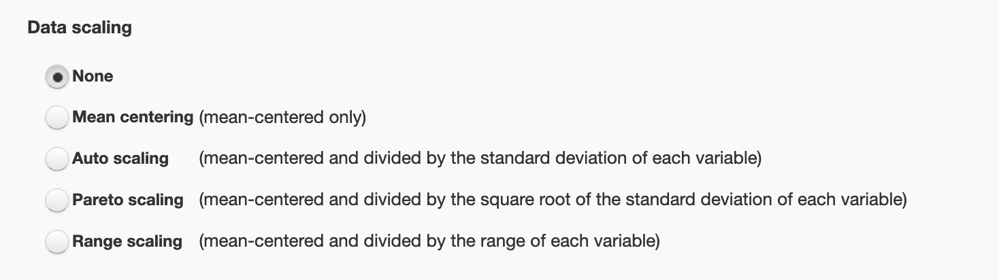 Data scaling
None
Mean centering (mean-centered only)
Auto scaling (mean-centered and divided by the standard deviation of each variable)
Pareto scaling (mean-centered and divided by the square root of the standard deviation of each variable)
Range scaling (mean-centered and divided by the range of each variable)